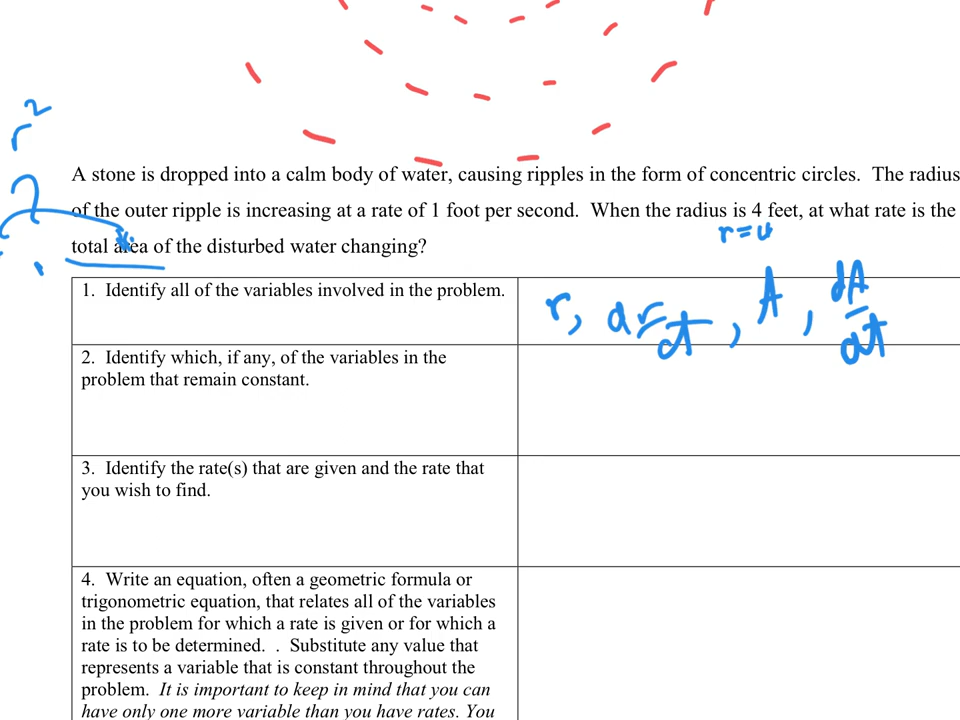 r²
A stone is dropped into a calm body of water, causing ripples in the form of concentric circles. The radius
of the outer ripple is increasing at a rate of 1 foot per second. When the radius is 4 feet, at what rate is the
r=4
total area of the disturbed water changing?
1. Identify all of the variables involved in the problem.
r, dr/dt, A, dA/dt
2. Identify which, if any, of the variables in the
problem that remain constant.
3. Identify the rate(s) that are given and the rate that
you wish to find.
4. Write an equation, often a geometric formula or
trigonometric equation, that relates all of the variables
in the problem for which a rate is given or for which a
rate is to be determined. . Substitute any value that
represents a variable that is constant throughout the
problem. It is important to keep in mind that you can
have only one more variable than you have rates. You